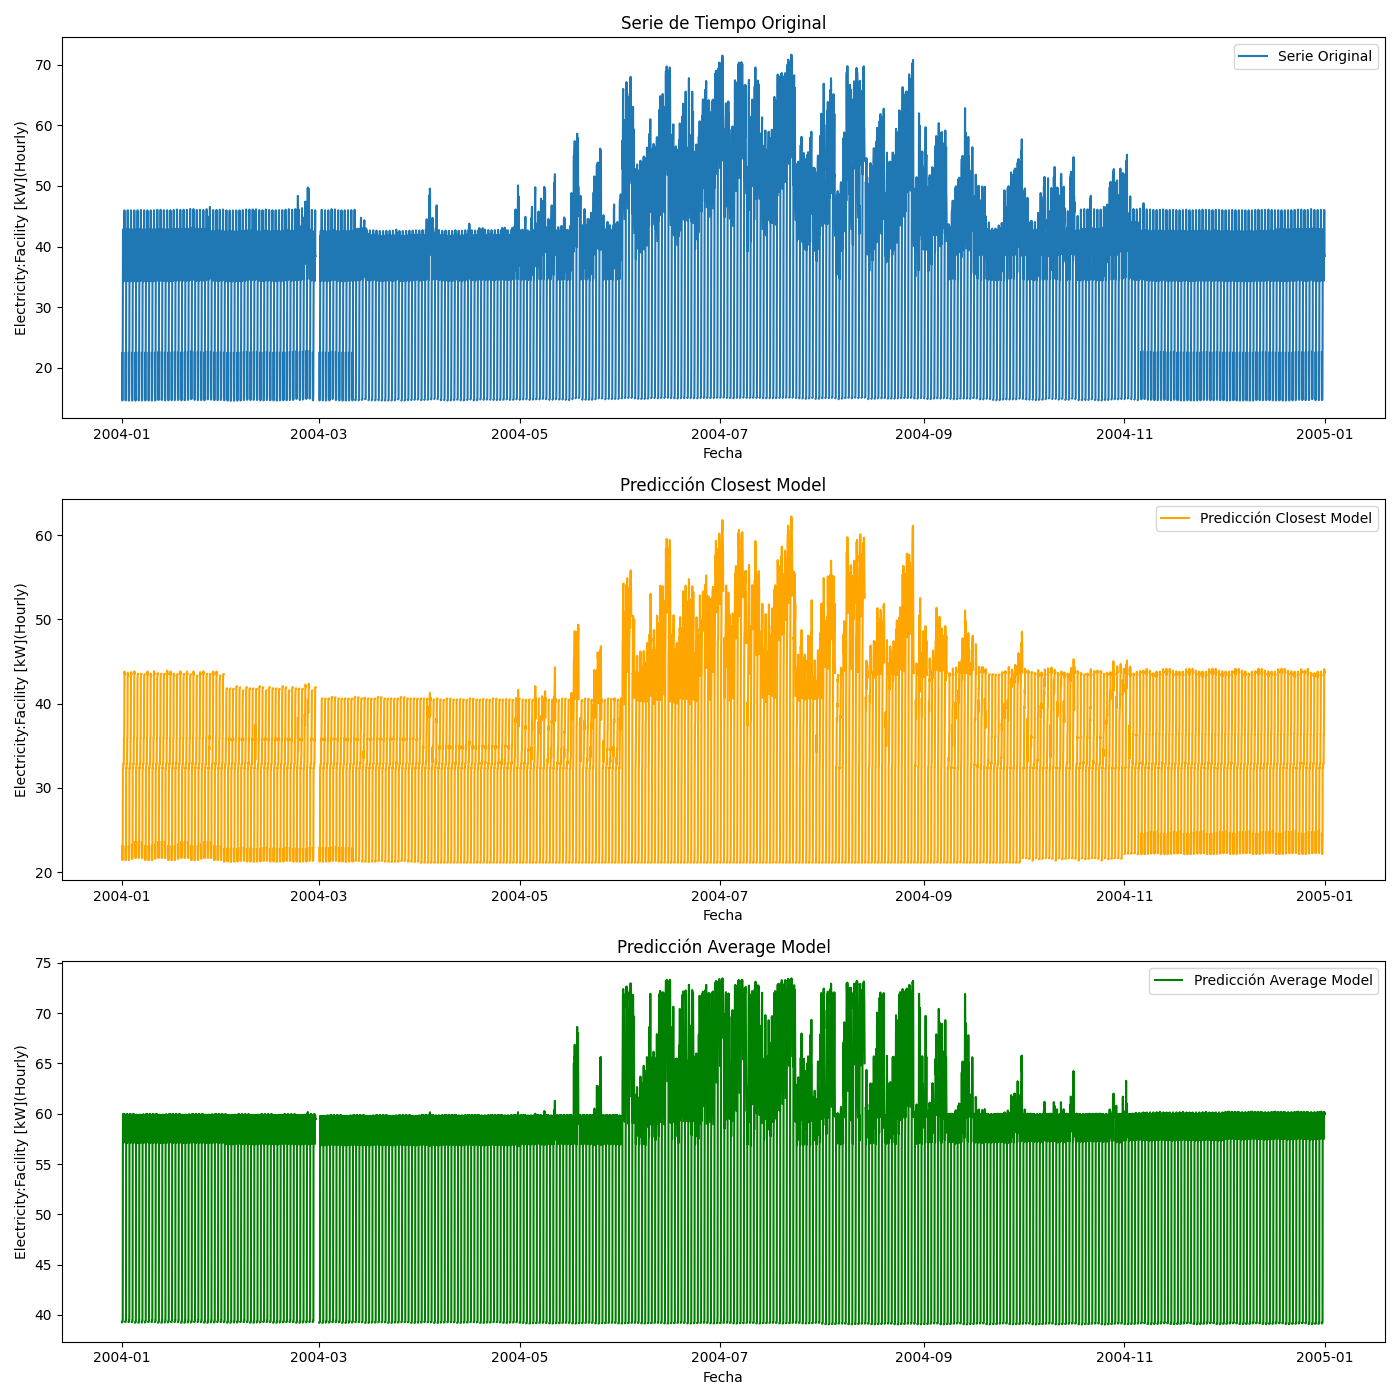 Serie de Tiempo Original
Serie Original
Electricity:Facility [kW](Hourly)
70
60
50
40
30
20
2004-01 2004-03 2004-05 2004-07 2004-09 2004-11 2005-01
Fecha
Predicción Closest Model
Predicción Closest Model
Electricity:Facility [kW](Hourly)
60
50
40
30
20
2004-01 2004-03 2004-05 2004-07 2004-09 2004-11 2005-01
Fecha
Predicción Average Model
Predicción Average Model
Electricity:Facility [kW](Hourly)
75
70
65
60
55
50
45
40
2004-01 2004-03 2004-05 2004-07 2004-09 2004-11 2005-01
Fecha